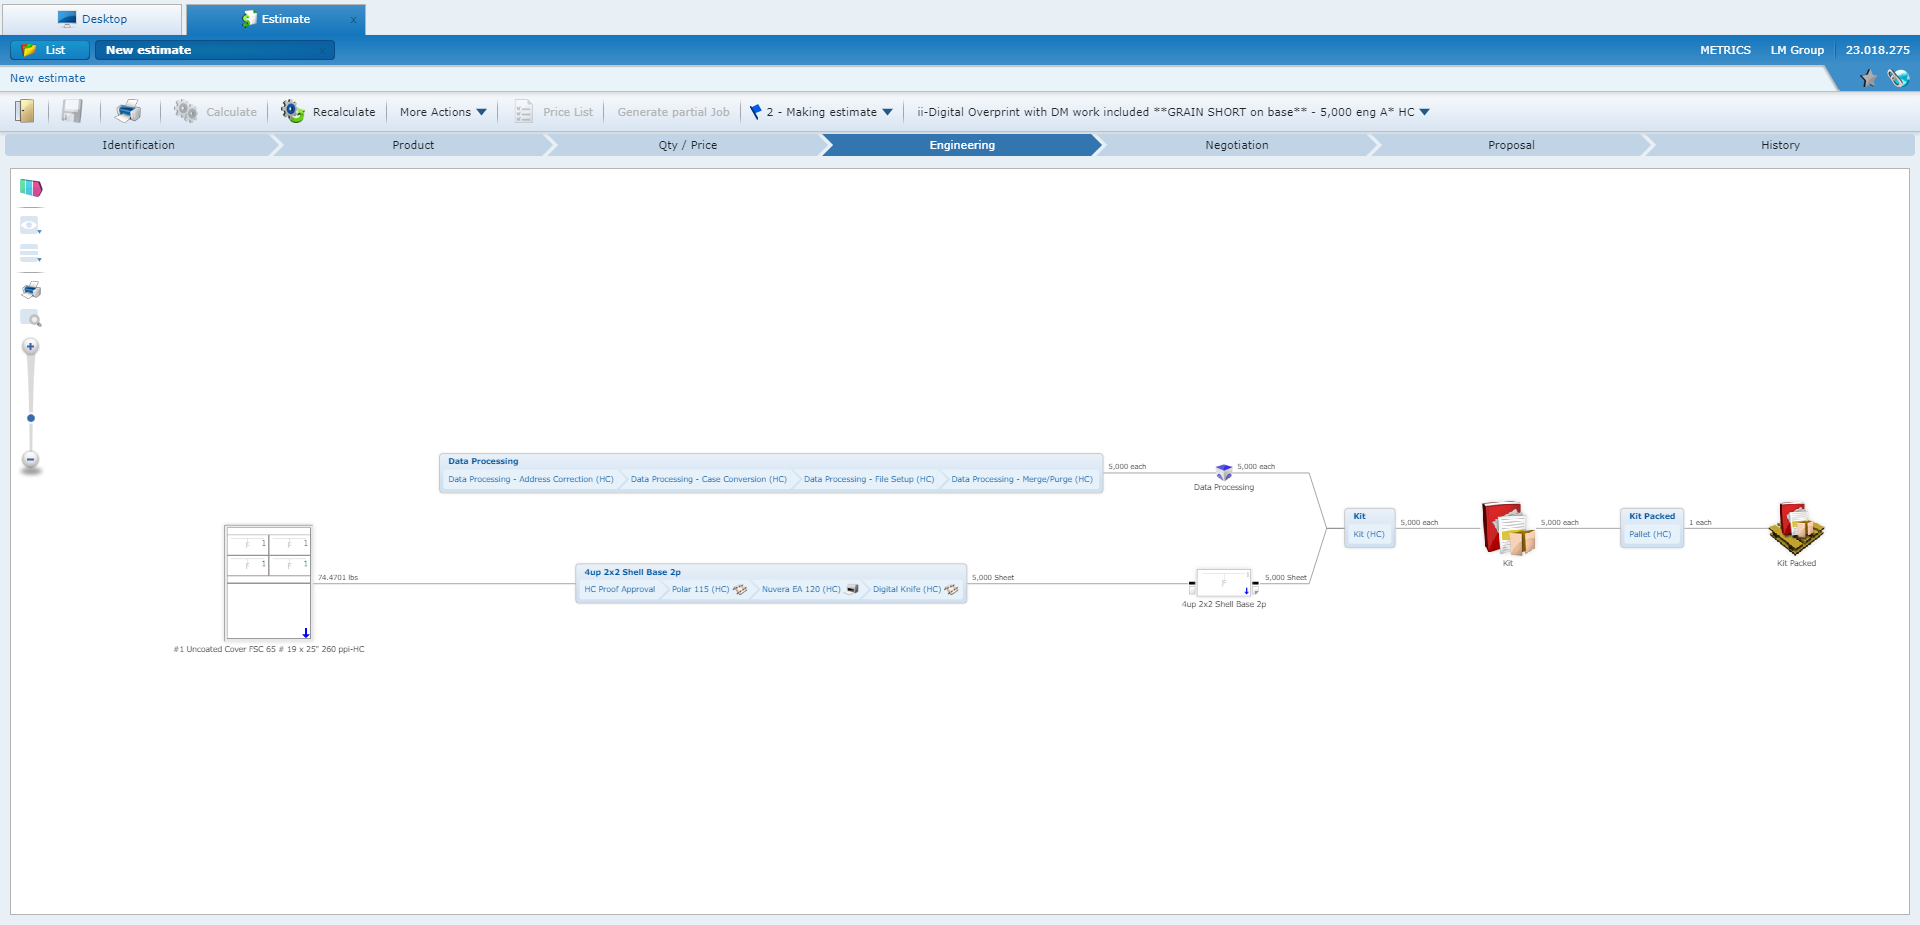 Desktop
Estimate x
List
New estimate
METRICS LM Group 23.018.275
New estimate
Calculate
Recalculate
More Actions
Price List
Generate partial Job
2 - Making estimate
ii-Digital Overprint with DM work included **GRAIN SHORT on base** - 5,000 eng A* HC
Identification
Product
Qty / Price
Engineering
Negotiation
Proposal
History
Data Processing
Data Processing - Address Correction (HC)
Data Processing - Case Conversion (HC)
Data Processing - File Setup (HC)
Data Processing - Merge/Purge (HC)
5,000 each
5,000 each
Data Processing
Kit
Kit (HC)
5,000 each
Kit
5,000 each
Kit Packed
Pallet (HC)
1 each
Kit Packed
F 1 F 1
F 1 F 1
74.4701 lbs
#1 Uncoated Cover FSC 65 # 19 x 25" 260 ppi-HC
4up 2x2 Shell Base 2p
HC Proof Approval
Polar 115 (HC)
Nuvera EA 120 (HC)
Digital Knife (HC)
5,000 Sheet
F
5,000 Sheet
4up 2x2 Shell Base 2p